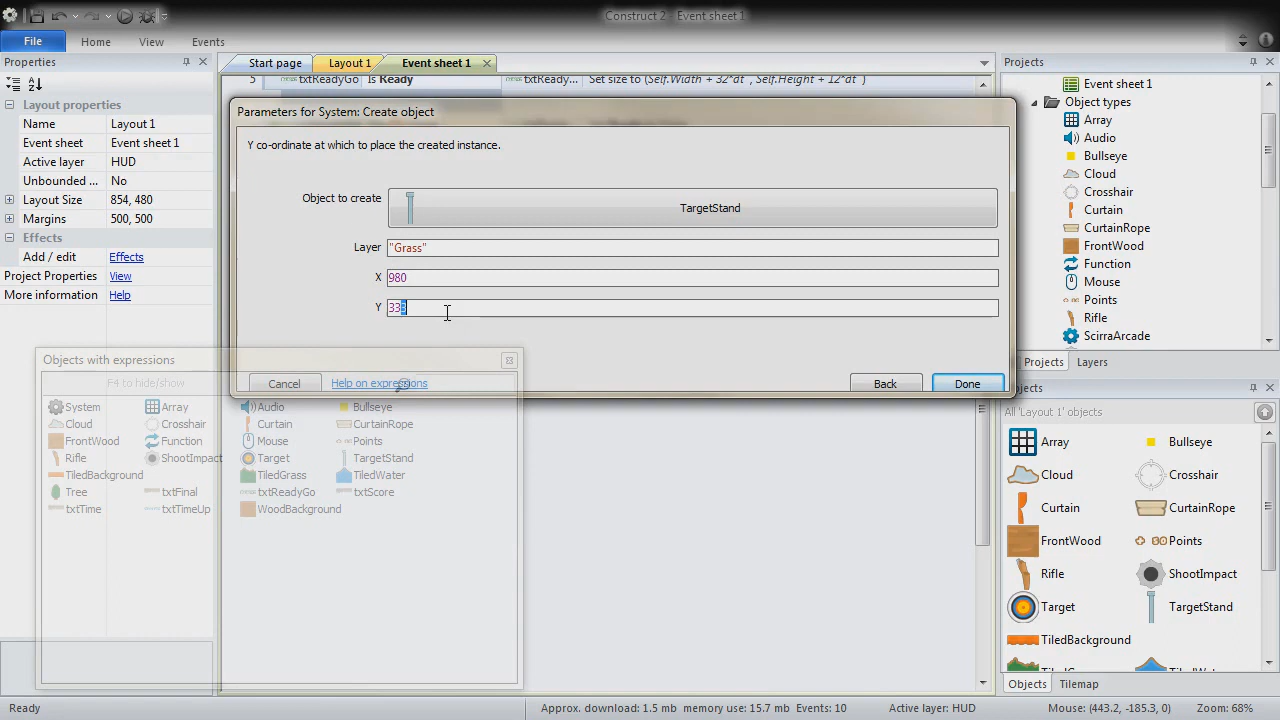 Construct 2 - Event sheet 1
File
Home
View
Events
Properties
Layout properties
Name
Layout 1
Event sheet
Event sheet 1
Active layer
HUD
Unbounded ...
No
Layout Size
854, 480
Margins
500, 500
Effects
Add / edit
Effects
Project Properties
View
More information
Help
Start page
Layout 1
Event sheet 1
5
txtReadyGo
Is Ready
txtRead...
Set size to (Self.Width + 32*dt , Self.Height + 12*dt )
Parameters for System: Create object
Y co-ordinate at which to place the created instance.
Object to create
TargetStand
Layer
"Grass"
X
980
Y
333
Cancel
Help on expressions
Back
Done
Objects with expressions
F4 to hide/show
System
Array
Audio
Bullseye
Cloud
Crosshair
Curtain
CurtainRope
FrontWood
Function
Mouse
Points
Rifle
ShootImpact
Target
TargetStand
TiledBackground
TiledGrass
TiledWater
Tree
txtFinal
txtReadyGo
txtScore
txtTime
txtTimeUp
WoodBackground
Projects
Event sheet 1
Object types
Array
Audio
Bullseye
Cloud
Crosshair
Curtain
CurtainRope
FrontWood
Function
Mouse
Points
Rifle
ScirraArcade
Projects
Layers
All 'Layout 1' objects
Array
Bullseye
Cloud
Crosshair
Curtain
CurtainRope
FrontWood
Points
Rifle
ShootImpact
Target
TargetStand
TiledBackground
Objects
Tilemap
Ready
Approx. download: 1.5 mb
memory use: 15.7 mb
Events: 10
Active layer: HUD
Mouse: (443.2, -185.3, 0)
Zoom: 68%